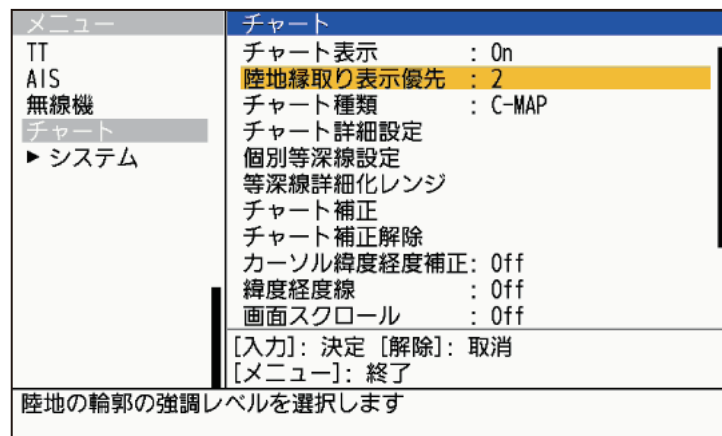 メニュー
TT
AIS
無線機
チャート
▶ システム
チャート
チャート表示 : On
陸地縁取り表示優先 : 2
チャート種類 : C-MAP
チャート詳細設定
個別等深線設定
等深線詳細化レンジ
チャート補正
チャート補正解除
カーソル緯度経度補正: Off
緯度経度線 : Off
画面スクロール : Off
[入力]: 決定 [解除]: 取消
[メニュー]: 終了
陸地の輪郭の強調レベルを選択します